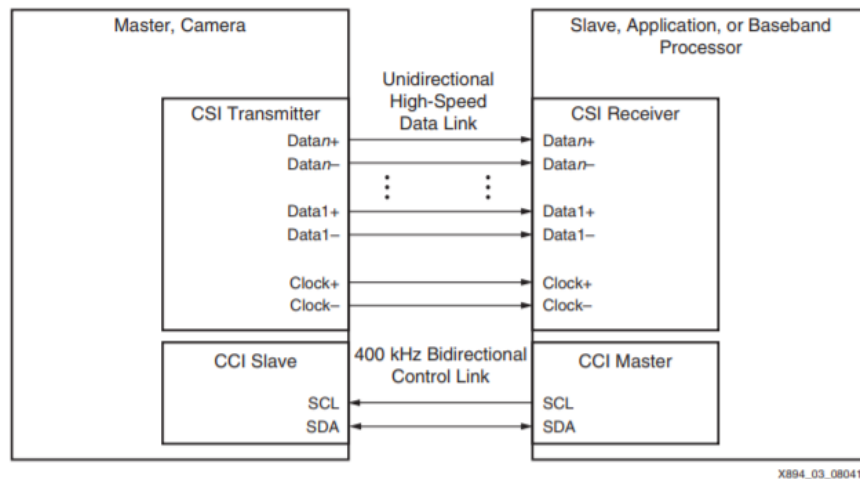 Master, Camera
Slave, Application, or Baseband
Processor
Unidirectional
High-Speed
Data Link
CSI Transmitter
CSI Receiver
Datan+
Datan+
Datan–
Datan–
Data1+
Data1+
Data1–
Data1–
Clock+
Clock+
Clock–
Clock–
CCI Slave
400 kHz Bidirectional
Control Link
CCI Master
SCL
SCL
SDA
SDA
X894_03_08041